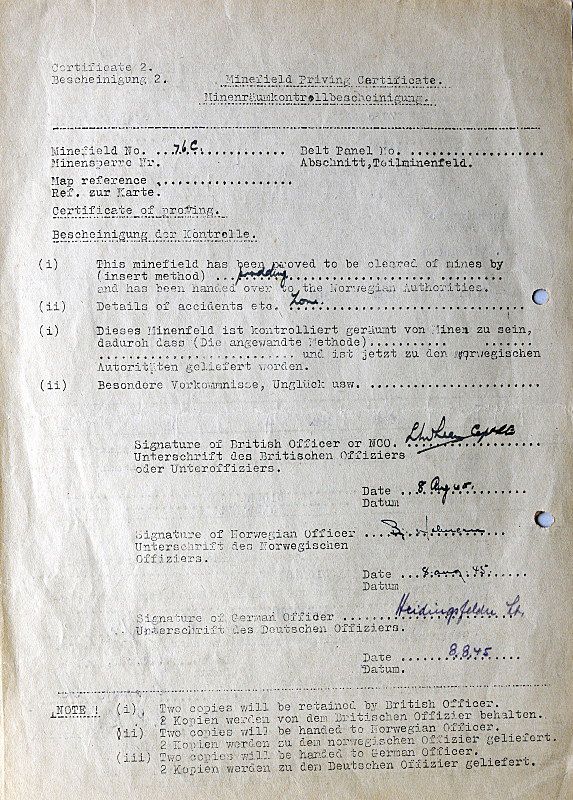 Certificate 2.
Bescheinigung 2. Minefield Priving Certificate.
Minenräumkontrollbescheinigung.
Minefield No. ..76C............ Belt Panel No. ....................
Minensperre Nr. Abschnitt,Teilminenfeld.
Map reference ,..................
Ref. zur Karte.
Certificate of proving.
Bescheinigung der Kontrolle.
(i) This minefield has been proved to be cleared of mines by
(insert method) ...prodding.......................
and has been handed over to the Norwegian Authorities.
(ii) Details of accidents etc. .............................
(i) Dieses Minenfeld ist kontrolliert geräumt von Minen zu sein,
dadurch dass (Die angewandte Methode)........... .......
........................... und ist jetzt zu den norwegischen
Autoritäten geliefert worden.
(ii) Besondere Vorkommnisse, Unglück usw. ......................
Signature of British Officer or NCO. ...................
Unterschrift des Britischen Offiziers
oder Unteroffiziers.
Date ..8 Aug 45...........
Datum
Signature of Norwegian Officer ....................
Unterschrift des Norwegischen
Offiziers.
Date ...8.aug.45.....
Datum
Signature of German Officer ...Heidingsfelder Lt.
Unterschrift des Deutschen Offiziers.
Date .......8.8.45....
Datum.
NOTE ! (i) Two copies will be retained by British Officer.
2 Kopien werden von dem Britischen Offizier behalten.
(ii) Two copies will be handed to Norwegian Officer.
2 Kopien werden zu dem norwegischen Offizier geliefert.
(iii) Two copies will be handed to German Officer.
2 Kopien werden zu dem Deutschen Offizier geliefert.